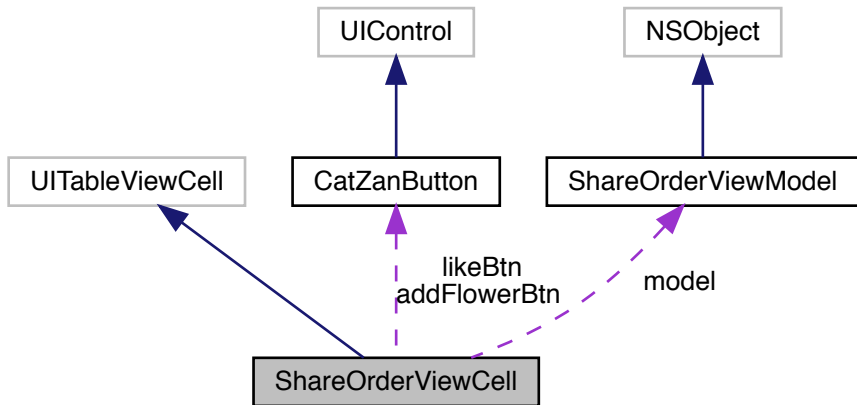 UIControl
NSObject
UITableViewCell
CatZanButton
ShareOrderViewModel
likeBtn
addFlowerBtn
model
ShareOrderViewCell